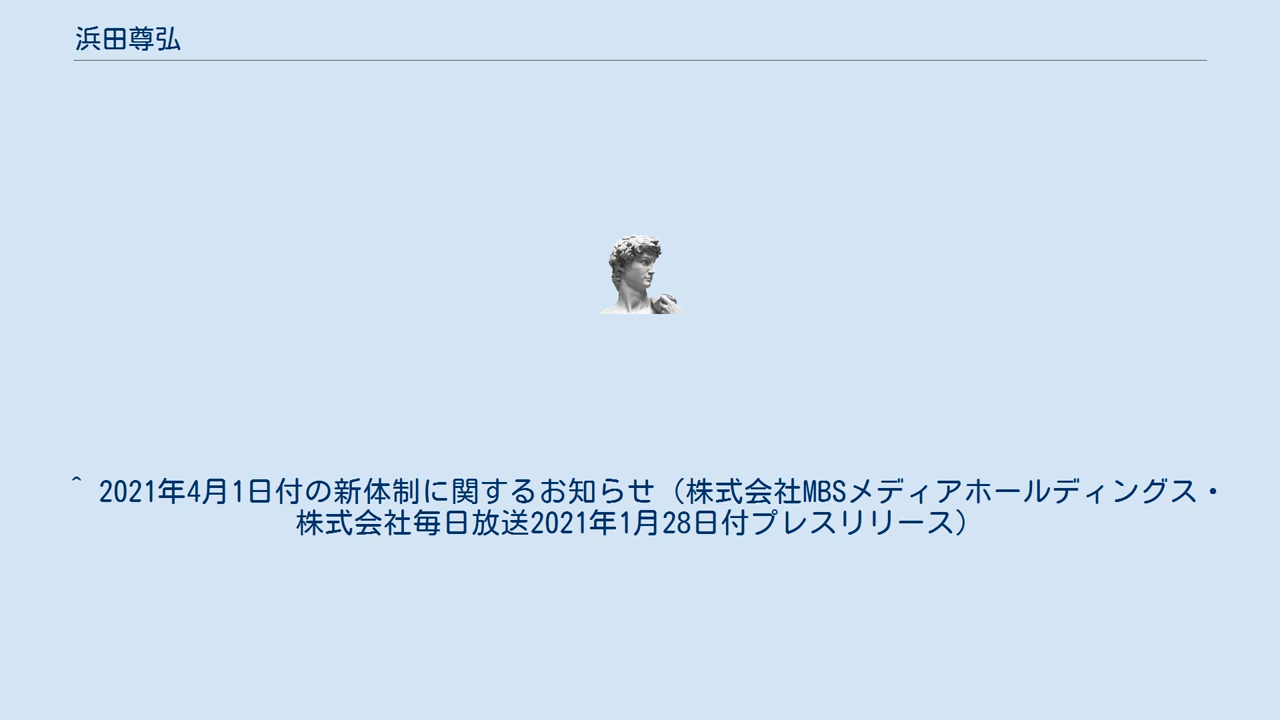 浜田尊弘
^ 2021年4月1日付の新体制に関するお知らせ（株式会社MBSメディアホールディングス・
株式会社毎日放送2021年1月28日付プレスリリース）